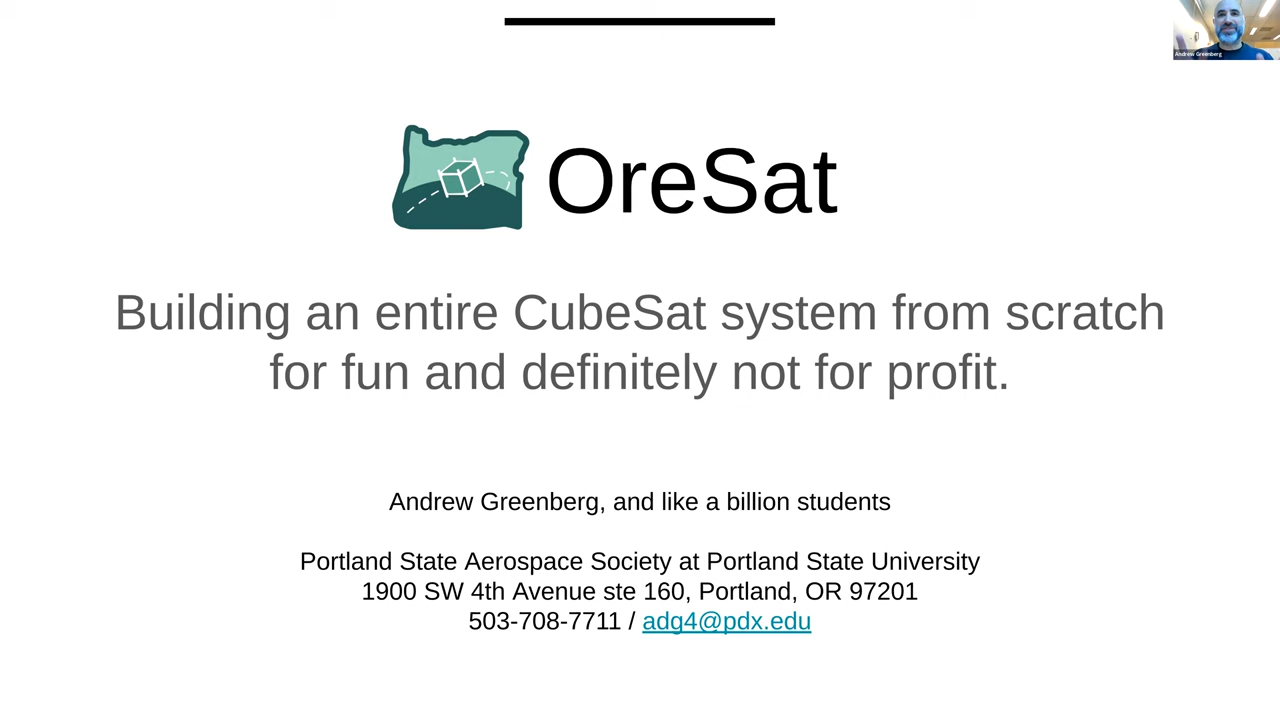 Andrew Greenberg
OreSat
Building an entire CubeSat system from scratch
for fun and definitely not for profit.
Andrew Greenberg, and like a billion students
Portland State Aerospace Society at Portland State University
1900 SW 4th Avenue ste 160, Portland, OR 97201
503-708-7711 / adg4@pdx.edu